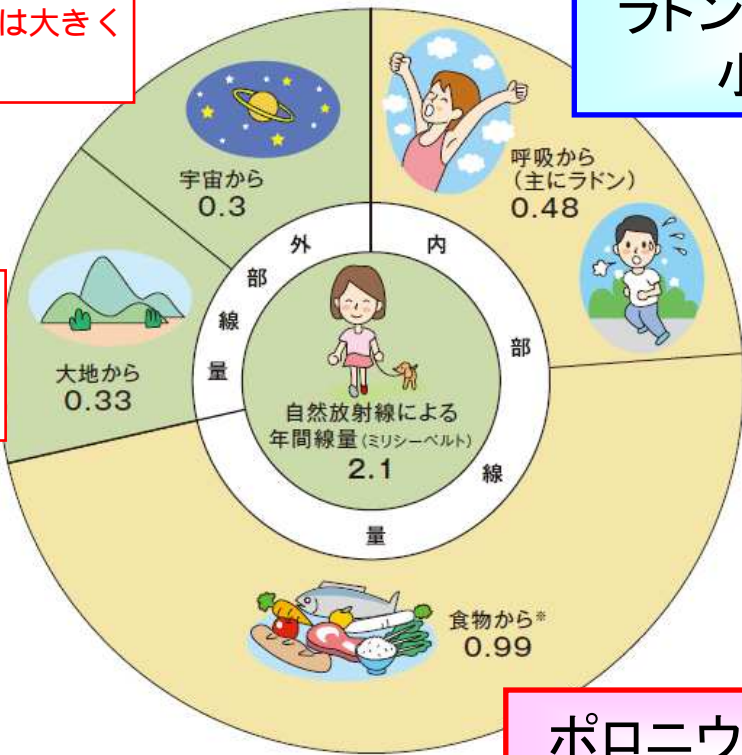 は大きく
ラドン
小
宇宙から
0.3
呼吸から
(主にラドン)
0.48
外部線量
内部線量
大地から
0.33
自然放射線による
年間線量(ミリシーベルト)
2.1
食物から※
0.99
ポロニウ